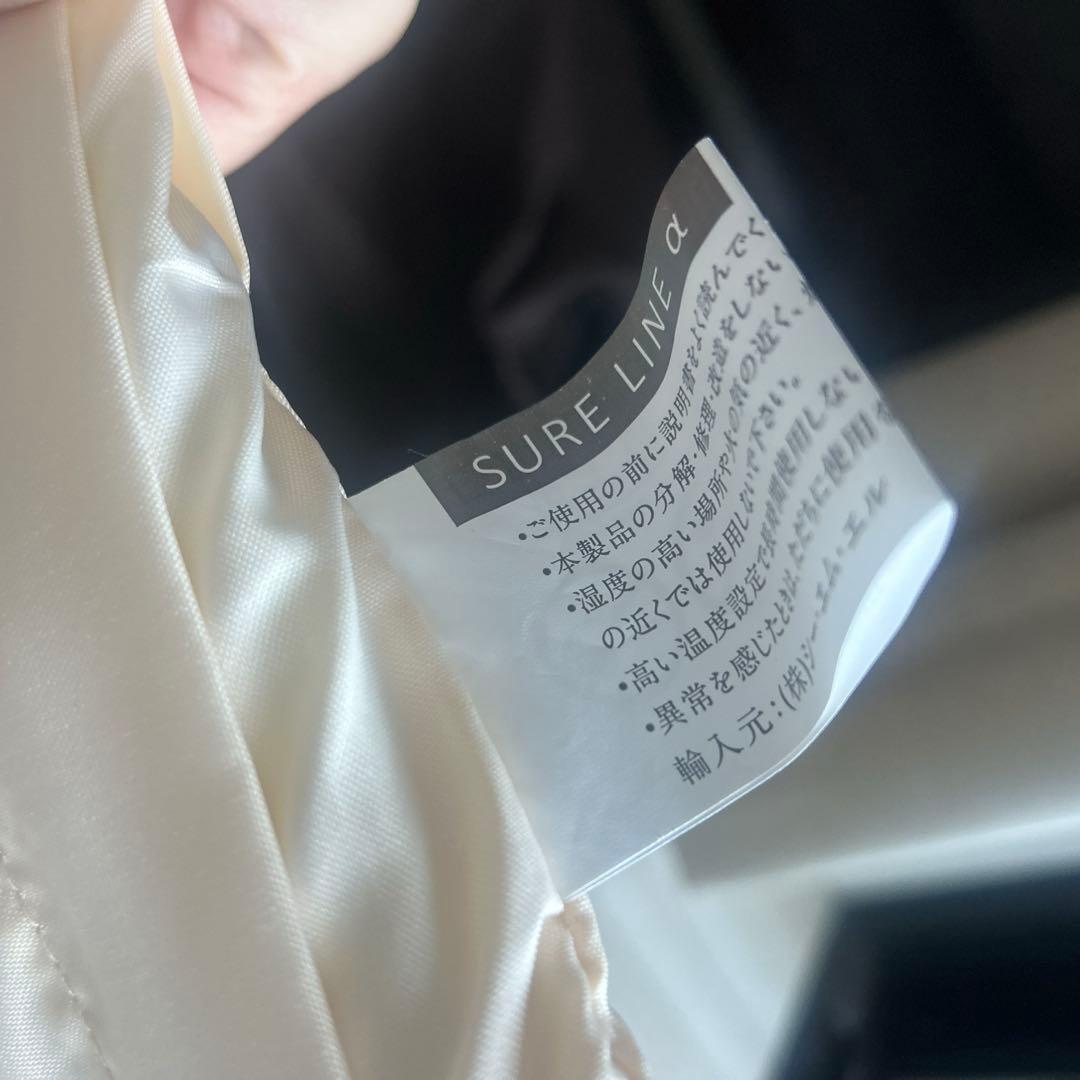 SURE LINE α
・ご使用の前に説明書をよく読んでく
・本製品の分解・修理・改造をしない
・湿度の高い場所や火の気の近く、
の近くでは使用しないで下さい。
・高い温度設定で長時間使用しない
・異常を感じたときは、ただちに使用
輸入元:(株)シー・エム・エル